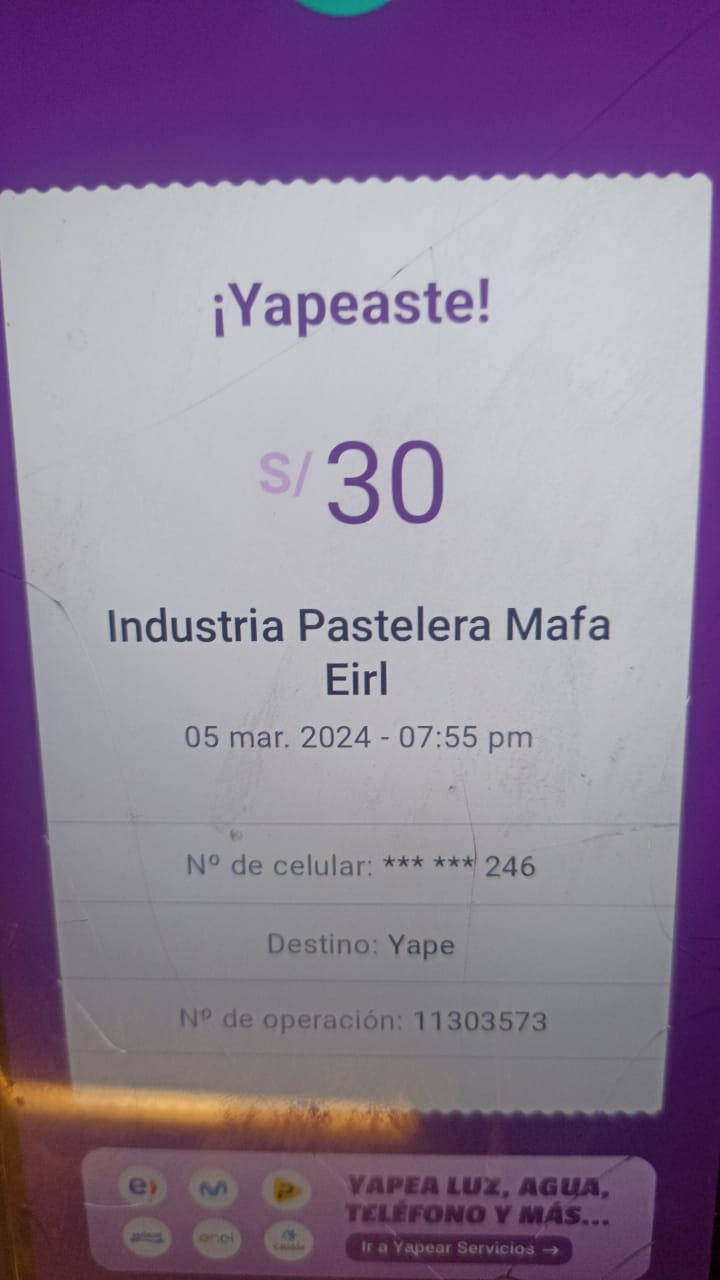 ¡Yapeaste!
S/ 30
Industria Pastelera Mafa
Eirl
05 mar. 2024 - 07:55 pm
Nº de celular: *** *** 246
Destino: Yape
Nº de operación: 11303573
e)
enel
YAPEA LUZ, AGUA,
TELÉFONO Y MÁS...
Ir a Yapear Servicios →